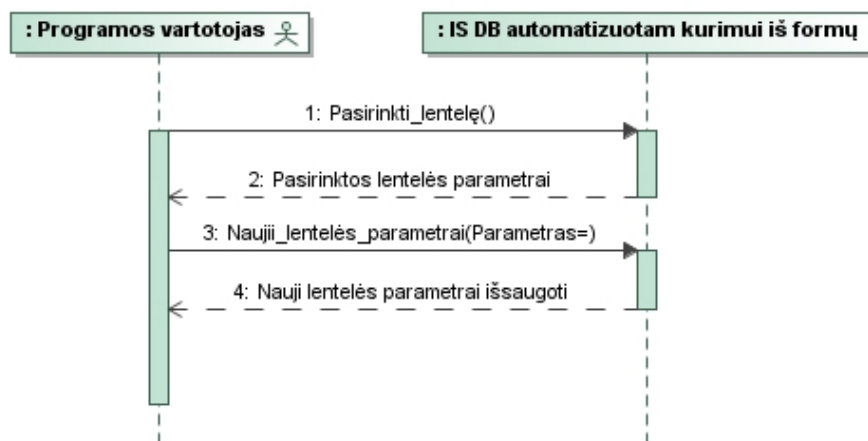 : Programos vartotojas
: IS DB automatizuotam kurimui iš formų
1: Pasirinkti_lentelę()
2: Pasirinktos lentelės parametrai
3: Naujii_lentelės_parametrai(Parametras=)
4: Nauji lentelės parametrai išsaugoti